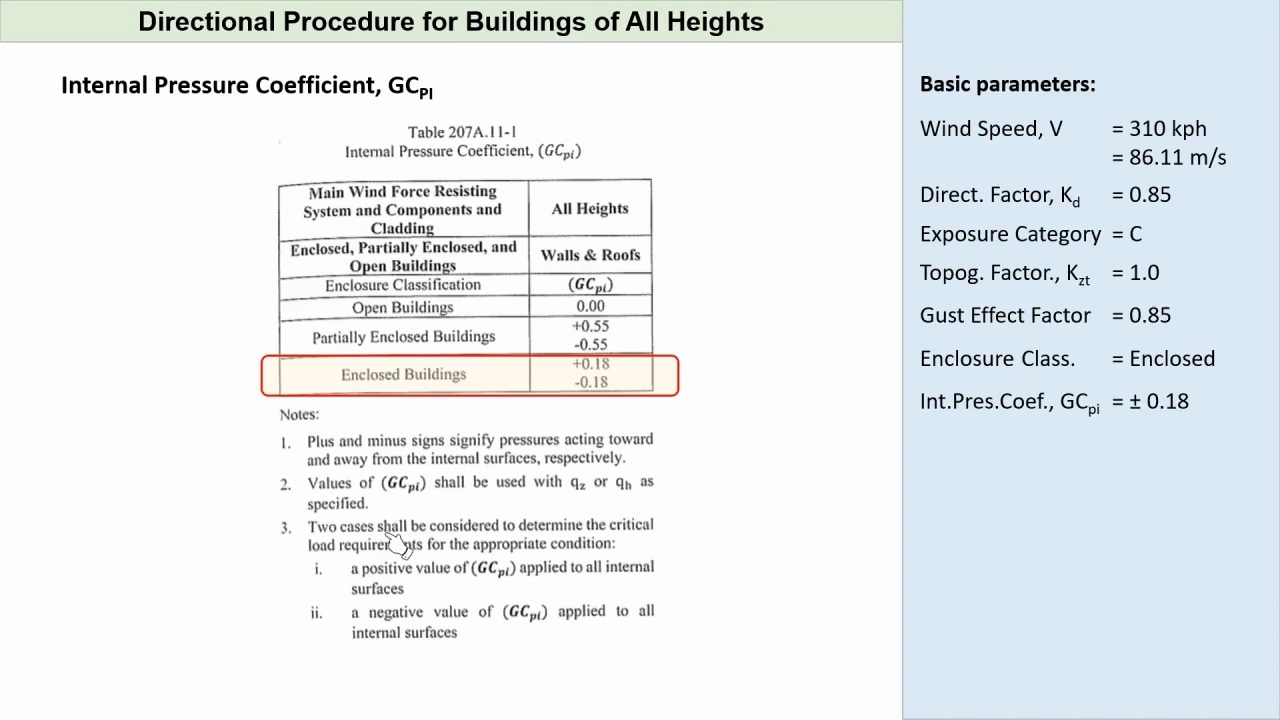 Directional Procedure for Buildings of All Heights
Internal Pressure Coefficient, GCPI
Table 207A.11-1
Internal Pressure Coefficient, (GCpi)
Main Wind Force Resisting
System and Components and
Cladding
All Heights
Enclosed, Partially Enclosed, and
Open Buildings
Walls & Roofs
Enclosure Classification
(GCpi)
Open Buildings
0.00
Partially Enclosed Buildings
+0.55
-0.55
Enclosed Buildings
+0.18
-0.18
Notes:
1. Plus and minus signs signify pressures acting toward
and away from the internal surfaces, respectively.
2. Values of (GCpi) shall be used with qz or qh as
specified.
3. Two cases shall be considered to determine the critical
load requirements for the appropriate condition:
i. a positive value of (GCpi) applied to all internal
surfaces
ii. a negative value of (GCpi) applied to all
internal surfaces
Basic parameters:
Wind Speed, V = 310 kph
= 86.11 m/s
Direct. Factor, Kd = 0.85
Exposure Category = C
Topog. Factor., Kzt = 1.0
Gust Effect Factor = 0.85
Enclosure Class. = Enclosed
Int.Pres.Coef., GCpi = ± 0.18